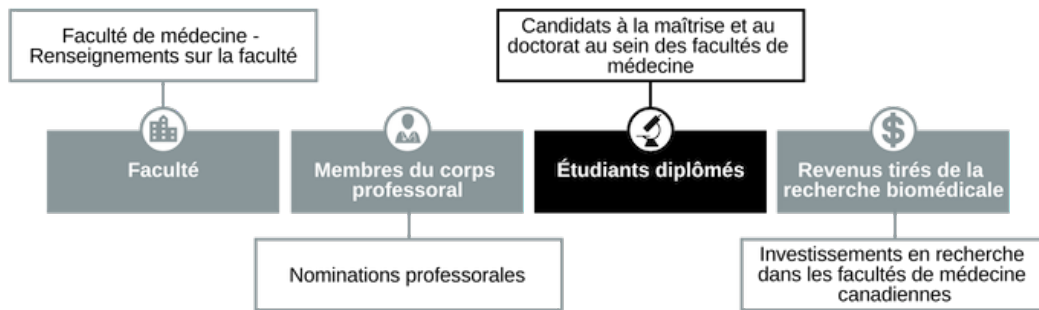 Faculté de médecine -
Renseignements sur la faculté
Candidats à la maîtrise et au
doctorat au sein des facultés de
médecine
Faculté
Membres du corps
professoral
Étudiants diplômés
Revenus tirés de la
recherche biomédicale
Nominations professorales
Investissements en recherche
dans les facultés de médecine
canadiennes